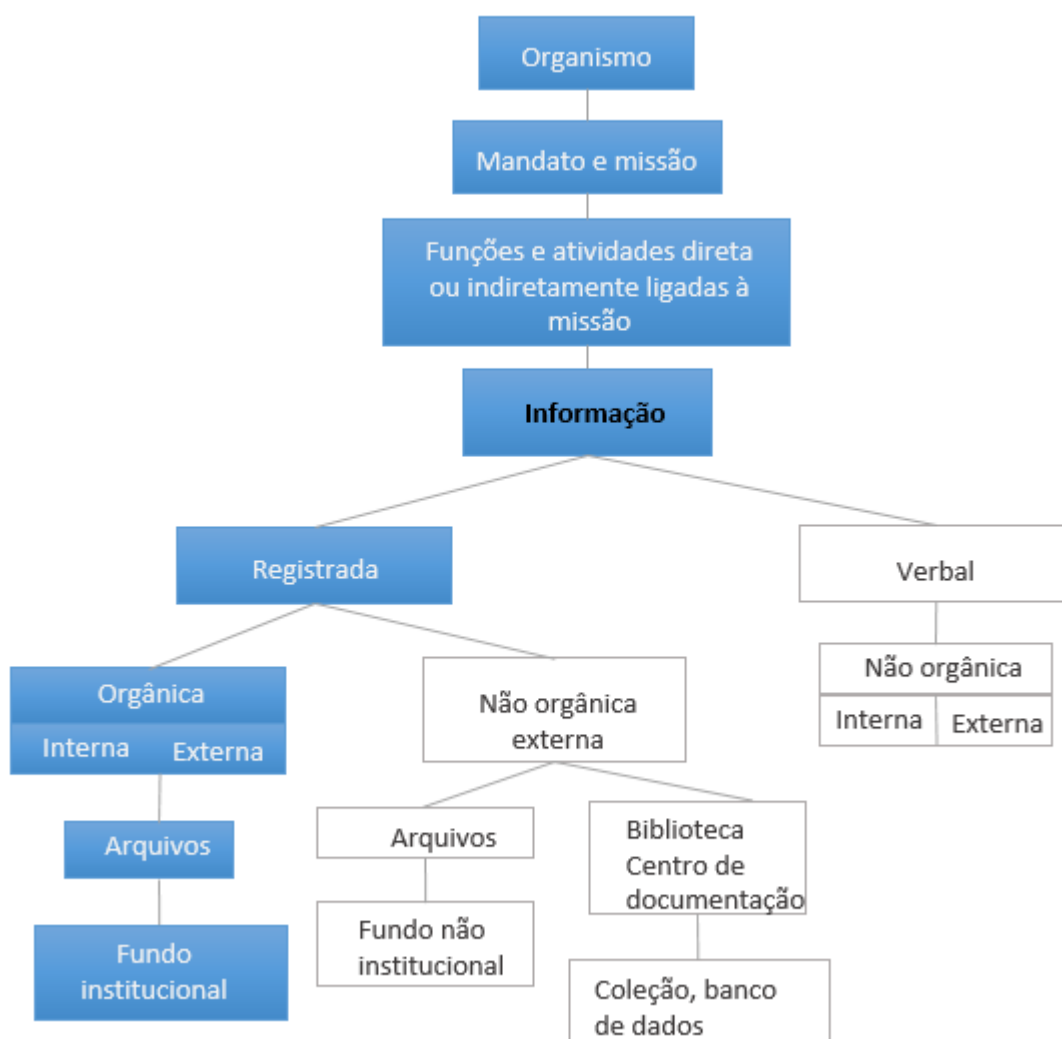 Organismo
Mandato e missão
Funções e atividades direta
ou indiretamente ligadas à
missão
Informação
Registrada
Verbal
Orgânica
Interna
Externa
Não orgânica
externa
Não orgânica
Interna
Externa
Arquivos
Arquivos
Biblioteca
Centro de
documentação
Fundo
institucional
Fundo não
institucional
Coleção, banco
de dados